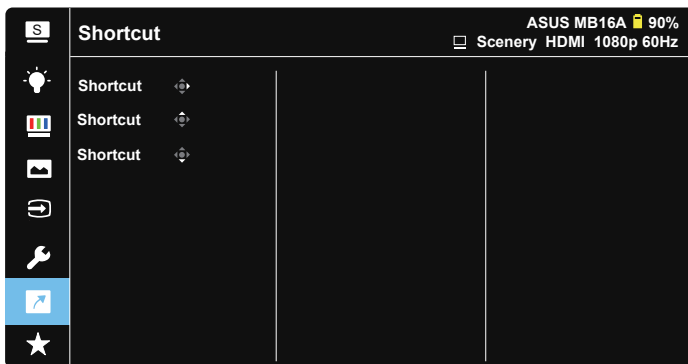 S
Shortcut
ASUS MB16A 90%
Scenery HDMI 1080p 60Hz
Shortcut
Shortcut
Shortcut